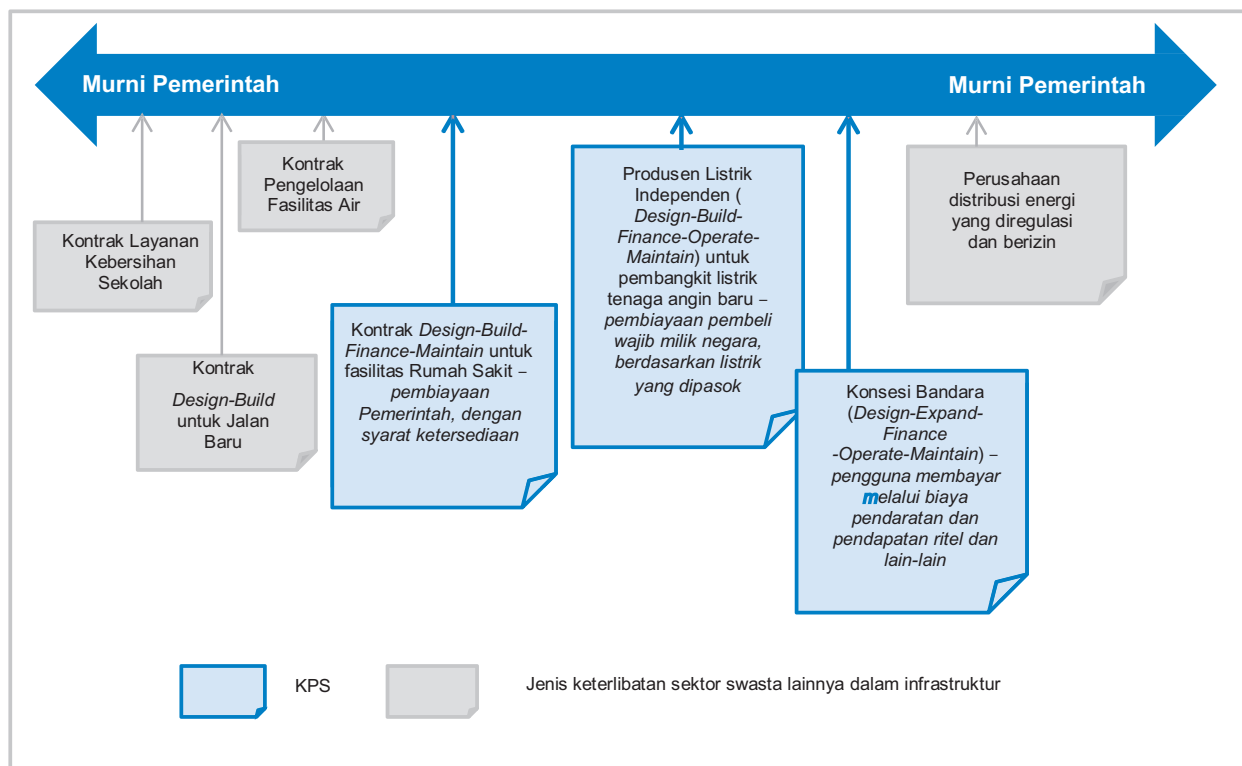 Murni Pemerintah
Murni Pemerintah
Kontrak Layanan
Kebersihan
Sekolah
Kontrak
Design-Build
untuk Jalan
Baru
Kontrak
Pengelolaan
Fasilitas Air
Kontrak Design-Build-
Finance-Maintain untuk
fasilitas Rumah Sakit –
pembiayaan
Pemerintah, dengan
syarat ketersediaan
Produsen Listrik
Independen (
Design-Build-
Finance-Operate-
Maintain) untuk
pembangkit listrik
tenaga angin baru –
pembiayaan pembeli
wajib milik negara,
berdasarkan listrik
yang dipasok
Konsesi Bandara
(Design-Expand-
Finance
-Operate-Maintain) –
pengguna membayar
melalui biaya
pendaratan dan
pendapatan ritel dan
lain-lain
Perusahaan
distribusi energi
yang diregulasi
dan berizin
KPS
Jenis keterlibatan sektor swasta lainnya dalam infrastruktur